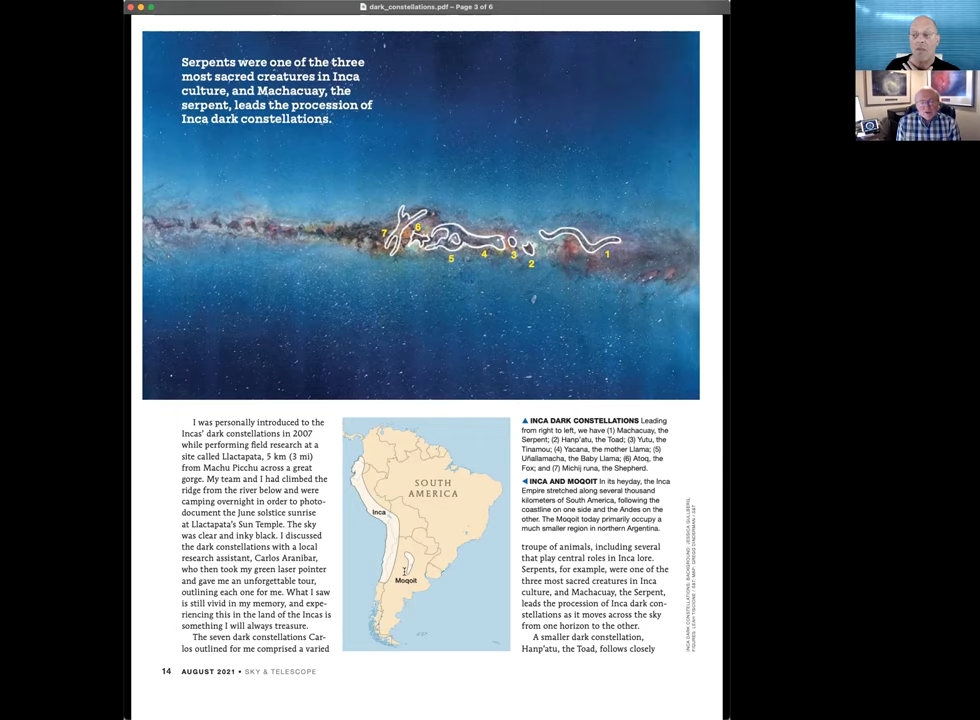 dark_constellations.pdf – Page 3 of 6
Serpents were one of the three
most sacred creatures in Inca
culture, and Machacuay, the
serpent, leads the procession of
Inca dark constellations.
7
6
5
4
3
2
1
I was personally introduced to the
Incas' dark constellations in 2007
while performing field research at a
site called Llactapata, 5 km (3 mi)
from Machu Picchu across a great
gorge. My team and I had climbed the
ridge from the river below and were
camping overnight in order to photo-
document the June solstice sunrise
at Llactapata's Sun Temple. The sky
was clear and inky black. I discussed
the dark constellations with a local
research assistant, Carlos Aranibar,
who then took my green laser pointer
and gave me an unforgettable tour,
outlining each one for me. What I saw
is still vivid in my memory, and expe-
riencing this in the land of the Incas is
something I will always treasure.
The seven dark constellations Car-
los outlined for me comprised a varied
SOUTH
AMERICA
Inca
Moqoit
▲ INCA DARK CONSTELLATIONS Leading
from right to left, we have (1) Machacuay, the
Serpent; (2) Hanp'atu, the Toad; (3) Yutu, the
Tinamou; (4) Yacana, the mother Llama; (5)
Uñallamacha, the Baby Llama; (6) Atoq, the
Fox; and (7) Michij runa, the Shepherd.
◀ INCA AND MOQOIT In its heyday, the Inca
Empire stretched along several thousand
kilometres of South America, following the
coastline on one side and the Andes on the
other. The Moqoit today primarily occupy a
much smaller region in northern Argentina.
troupe of animals, including several
that play central roles in Inca lore.
Serpents, for example, were one of the
three most sacred creatures in Inca
culture, and Machacuay, the Serpent,
leads the procession of Inca dark con-
stellations as it moves across the sky
from one horizon to the other.
A smaller dark constellation,
Hanp'atu, the Toad, follows closely
INCA DARK CONSTELLATIONS: BACKGROUND: JESSICA GULLBERG,
14 AUGUST 2021 • SKY & TELESCOPE